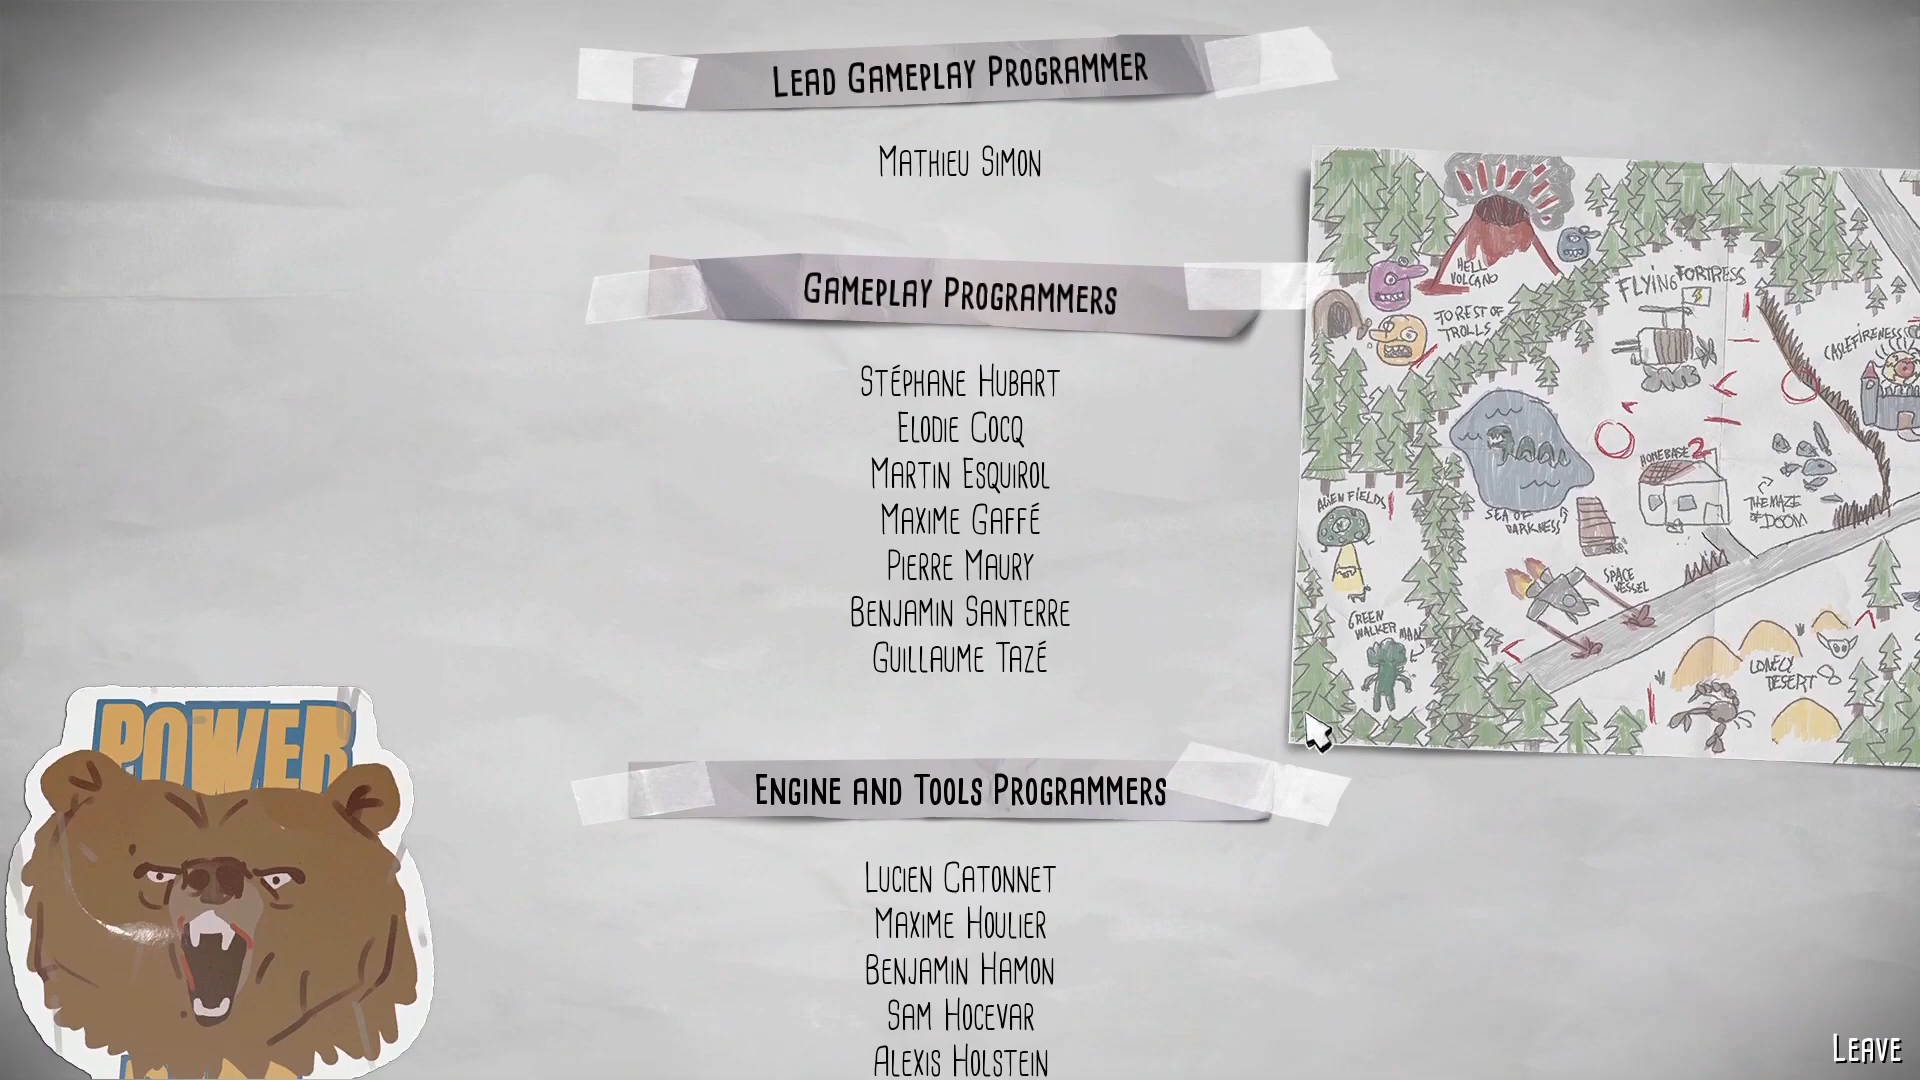 Lead Gameplay Programmer
Mathieu Simon
Gameplay Programmers
Stéphane Hubart
Elodie Cocq
Martin Esquirol
Maxime Gaffé
Pierre Maury
Benjamin Santerre
Guillaume Tazé
Engine and Tools Programmers
Lucien Catonnet
Maxime Houlier
Benjamin Hamon
Sam Hocevar
Alexis Holstein
HELL VOLCANO
FOREST OF
TROLLS
FLYING FORTRESS
HOMEBASE 2
ALIEN FIELDS
SEA OF
DARKNESS
THE MAZE
OF DOOM
SPACE
VESSEL
GREEN
WALKER MAN
LONELY
DESERT
POWER
Leave